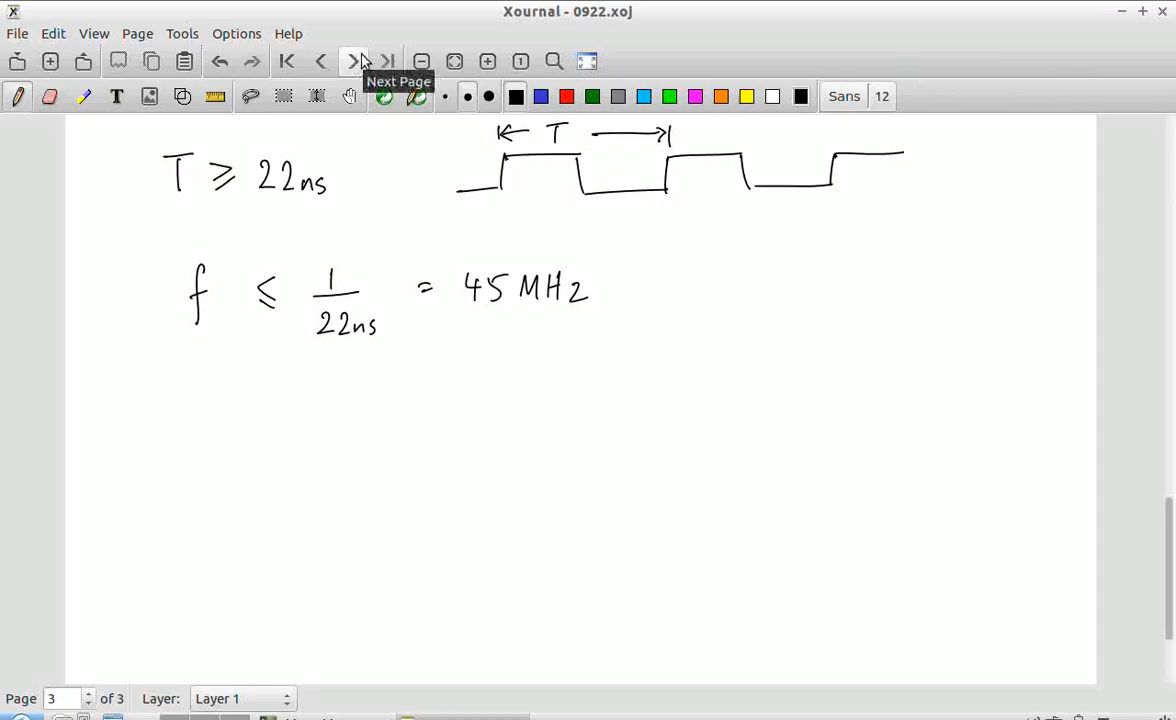 Xournal - 0922.xoj
File Edit View Page Tools Options Help
Next Page
Sans 12
T
T ⩾ 22ns
f ⩽ 1/22ns = 45 MHz
Page 3 of 3 Layer: Layer 1